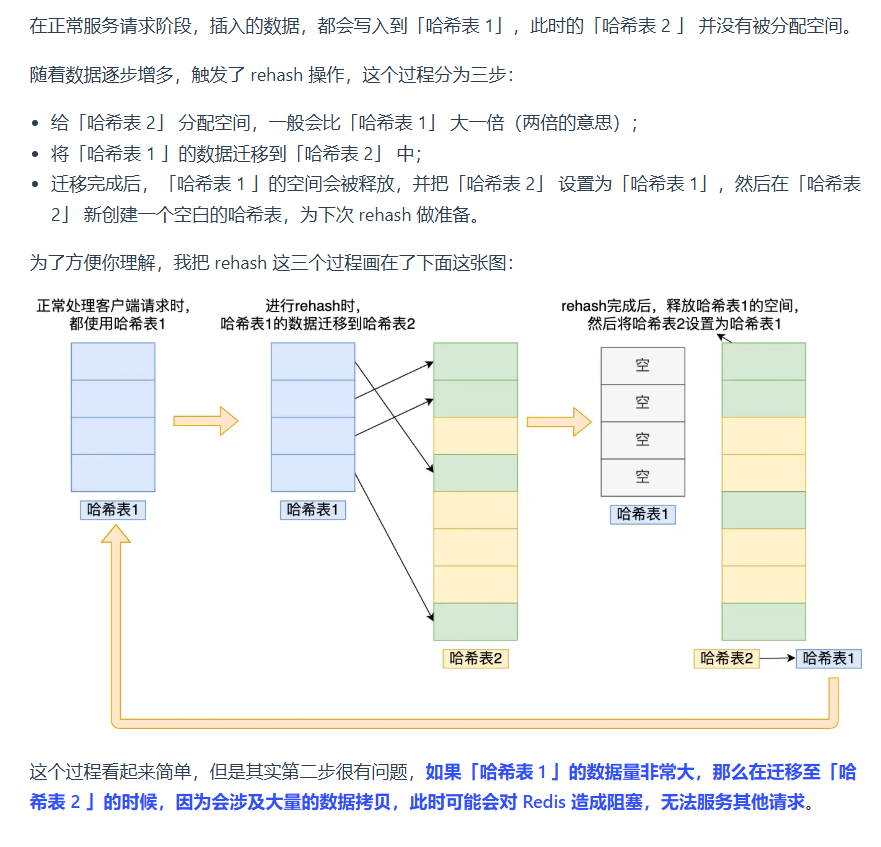 在正常服务请求阶段，插入的数据，都会写入到「哈希表 1」，此时的「哈希表 2 」 并没有被分配空间。
随着数据逐步增多，触发了 rehash 操作，这个过程分为三步：
• 给「哈希表 2」 分配空间，一般会比「哈希表 1」 大一倍（两倍的意思）；
• 将「哈希表 1 」的数据迁移到「哈希表 2」 中；
• 迁移完成后，「哈希表 1 」的空间会被释放，并把「哈希表 2」 设置为「哈希表 1」，然后在「哈希表
2」 新创建一个空白的哈希表，为下次 rehash 做准备。
为了方便你理解，我把 rehash 这三个过程画在了下面这张图：
正常处理客户端请求时，
都使用哈希表1
进行rehash时，
哈希表1的数据迁移到哈希表2
rehash完成后，释放哈希表1的空间，
然后将哈希表2设置为哈希表1
空
空
空
空
哈希表1
哈希表1
哈希表1
哈希表2
哈希表2
哈希表1
这个过程看起来简单，但是其实第二步很有问题，如果「哈希表 1 」的数据量非常大，那么在迁移至「哈
希表 2 」的时候，因为会涉及大量的数据拷贝，此时可能会对 Redis 造成阻塞，无法服务其他请求。